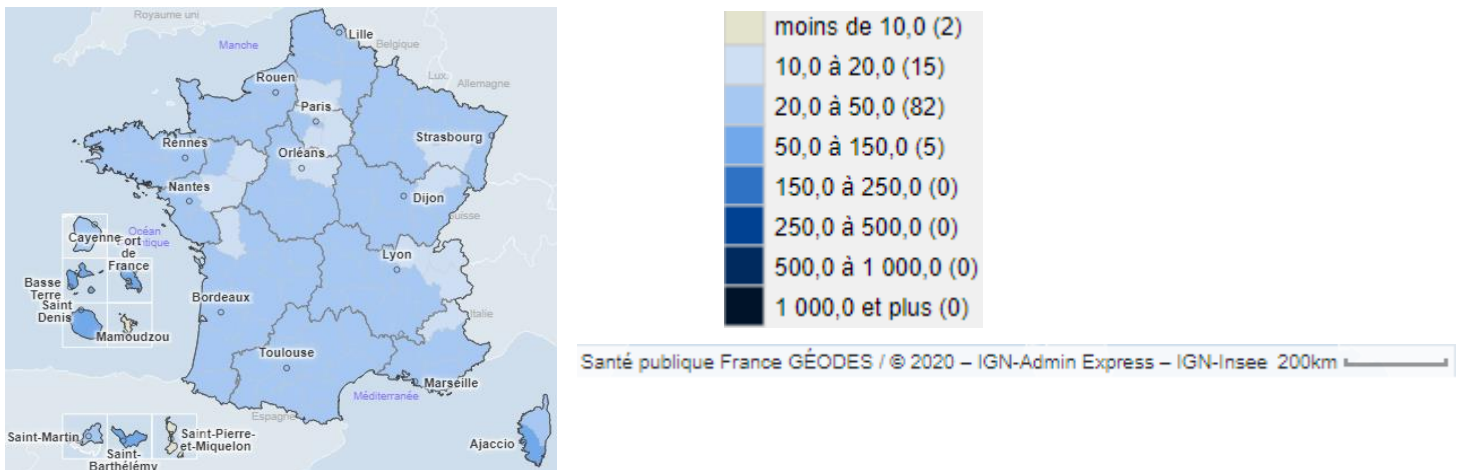 Royaume uni
Lille
Manche
Belgique
Rouen
Lux.
Allemagne
Paris
Strasbourg
Rennes
Orléans
Nantes
Dijon
Suisse
Océan
Cayenne
Fort
de
France
Lyon
Basse
Terre
Bordeaux
Saint
Denis
Italie
Mamoudzou
Toulouse
Marseille
Méditerranée
Espagne
Saint-Martin
Saint-Pierre-
et-Miquelon
Ajaccio
Saint-
Barthélémy
moins de 10,0 (2)
10,0 à 20,0 (15)
20,0 à 50,0 (82)
50,0 à 150,0 (5)
150,0 à 250,0 (0)
250,0 à 500,0 (0)
500,0 à 1 000,0 (0)
1 000,0 et plus (0)
Santé publique France GÉODES / © 2020 – IGN-Admin Express – IGN-Insee 200km